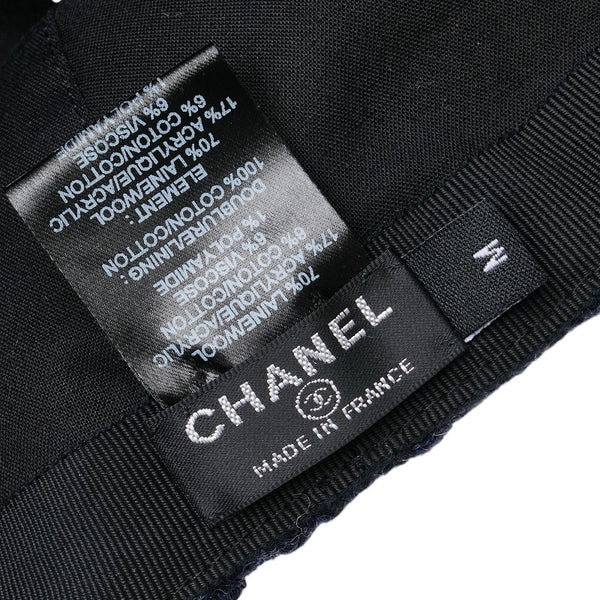 70% LAINE/WOOL
17% ACRYLIQUE/ACRYLIC
6% COTON/COTTON
6% VISCOSE
1% POLYAMIDE
DOUBLURE/LINING :
100% COTON/COTTON
ELEMENT :
70% LAINE/WOOL
17% ACRYLIQUE/ACRYLIC
6% COTON/COTTON
6% VISCOSE
1% POLYAMIDE
CHANEL
MADE IN FRANCE
M